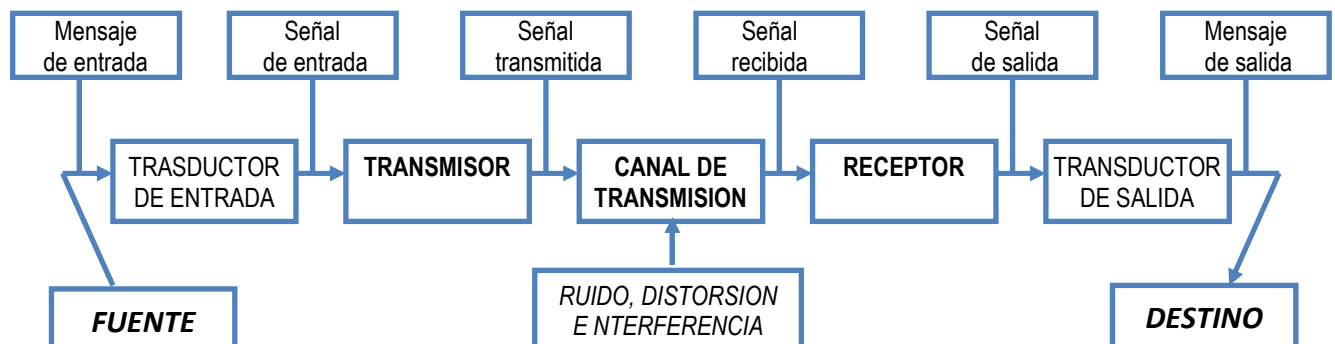 Mensaje
de entrada
Señal
de entrada
Señal
transmitida
Señal
recibida
Señal
de salida
Mensaje
de salida
TRASDUCTOR
DE ENTRADA
TRANSMISOR
CANAL DE
TRANSMISION
RECEPTOR
TRANSDUCTOR
DE SALIDA
FUENTE
RUIDO, DISTORSION
E NTERFERENCIA
DESTINO